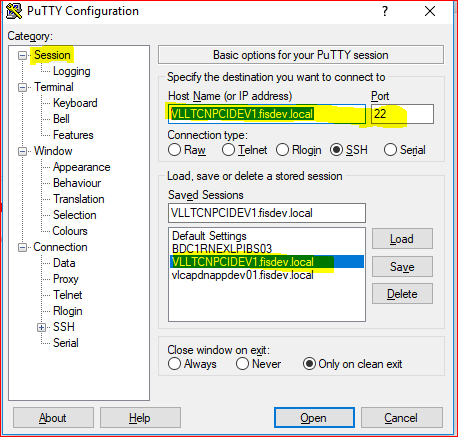 PuTTY Configuration
?
Category:
Session
Logging
Terminal
Keyboard
Bell
Features
Window
Appearance
Behaviour
Translation
Selection
Colours
Connection
Data
Proxy
Telnet
Rlogin
SSH
Serial
Basic options for your PuTTY session
Specify the destination you want to connect to
Host Name (or IP address) Port
VLLTCNPCIDEV1.fisdev.local 22
Connection type:
Raw Telnet Rlogin SSH Serial
Load, save or delete a stored session
Saved Sessions
VLLTCNPCIDEV1.fisdev.local
Default Settings
BDC1RNEXLPIBS03
VLLTCNPCIDEV1.fisdev.local
vlcapdnappdev01.fisdev.local
Load
Save
Delete
Close window on exit:
Always Never Only on clean exit
About Help Open Cancel